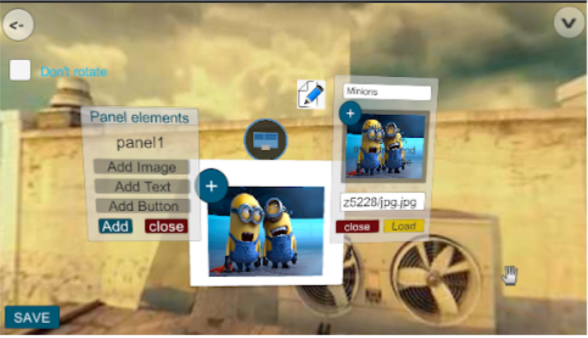 <-
Don't rotate
Panel elements
panel1
Add Image
Add Text
Add Button
Add close
Minions
z5228/jpg.jpg
close Load
SAVE